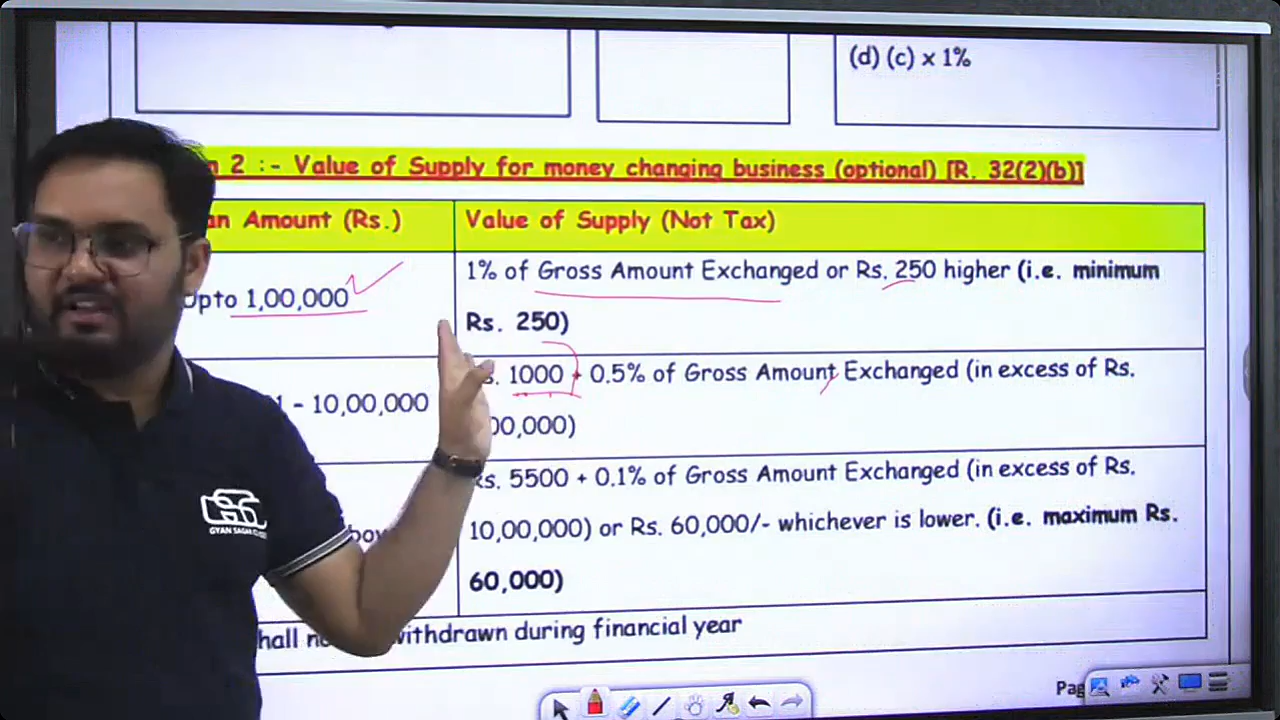 (d) (c) x 1%
2 :- Value of Supply for money changing business (optional) [R. 32(2)(b)]
Amount (Rs.)
Value of Supply (Not Tax)
Upto 1,00,000
1% of Gross Amount Exchanged or Rs. 250 higher (i.e. minimum
Rs. 250)
- 10,00,000
1000 + 0.5% of Gross Amount Exchanged (in excess of Rs.
00,000)
Rs. 5500 + 0.1% of Gross Amount Exchanged (in excess of Rs.
10,00,000) or Rs. 60,000/- whichever is lower. (i.e. maximum Rs.
60,000)
during financial year
GYAN SAGAR